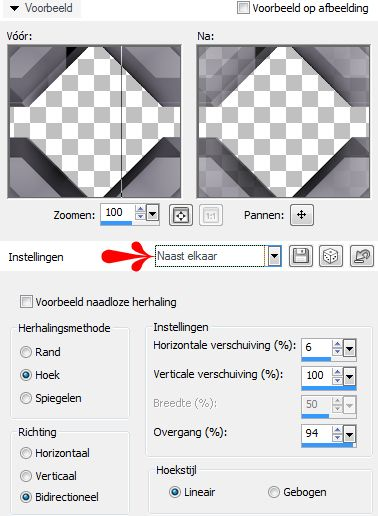 Voorbeeld
Voorbeeld op afbeelding
Vóór:
Na:
Zoomen: 100
1:1
Pannen:
Instellingen
Naast elkaar
Voorbeeld naadloze herhaling
Herhalingsmethode
Rand
Hoek
Spiegelen
Richting
Horizontaal
Verticaal
Bidirectioneel
Instellingen
Horizontale verschuiving (%): 6
Verticale verschuiving (%): 100
Breedte (%): 50
Overgang (%): 94
Hoekstijl
Lineair
Gebogen